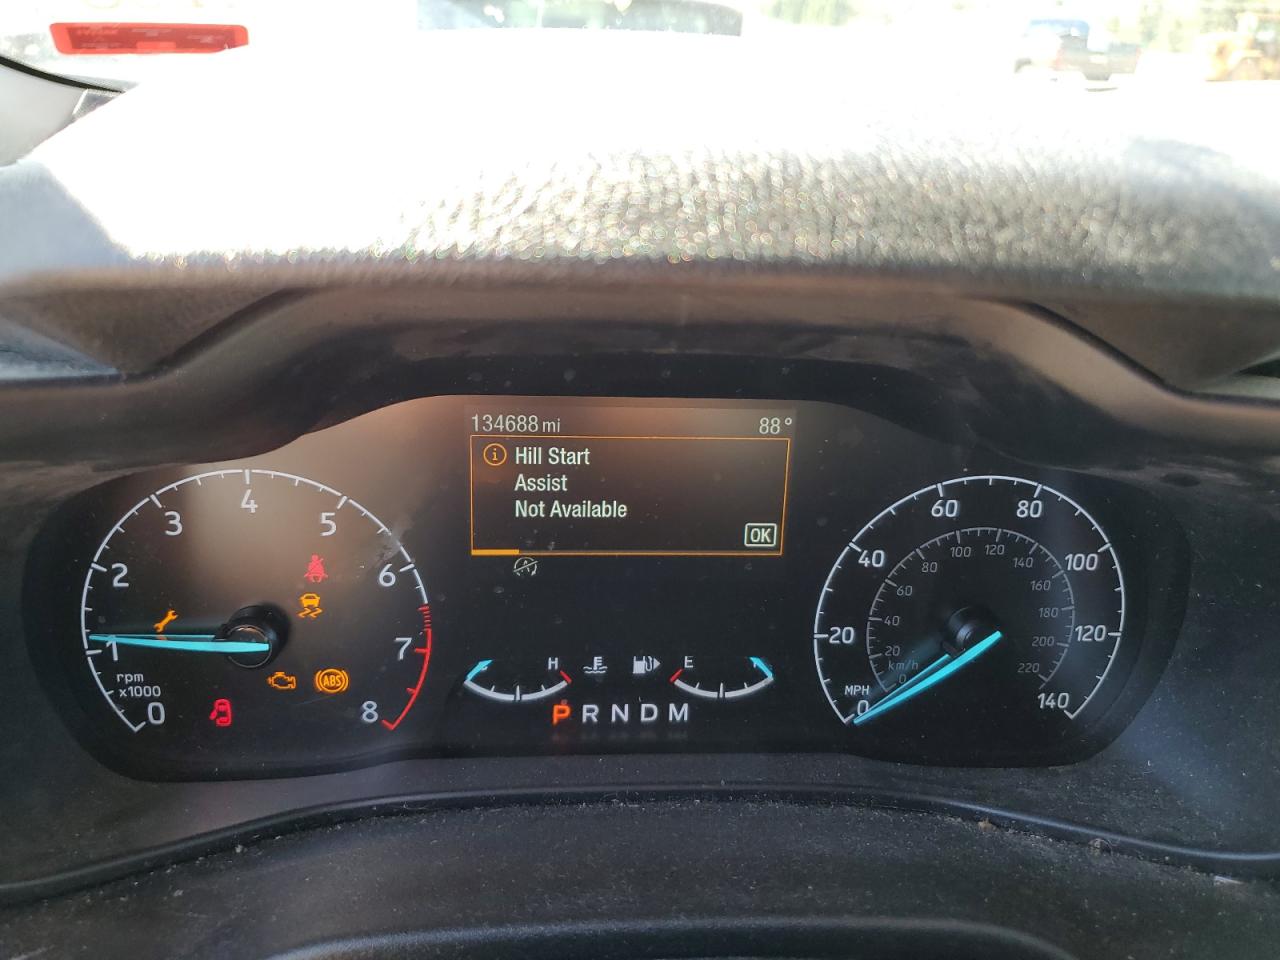 134688 mi 88°
Hill Start
Assist
Not Available
OK
0 1 2 3 4 5 6 7 8
rpm
x1000
ABS
H E
P R N D M
0 20 40 60 80 100 120 140
MPH
0 20 40 60 80 100 120 140 160 180 200 220
km/h